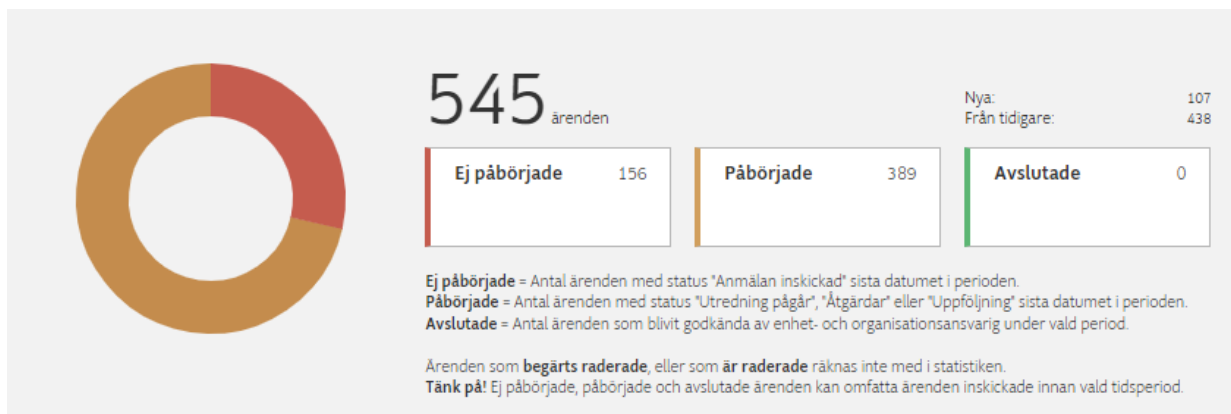 545 ärenden
Nya: 107
Från tidigare: 438
Ej påbörjade 156
Påbörjade 389
Avslutade 0
Ej påbörjade = Antal ärenden med status "Anmälan inskickad" sista datumet i perioden.
Påbörjade = Antal ärenden med status "Utredning pågår", "Åtgärdar" eller "Uppföljning" sista datumet i perioden.
Avslutade = Antal ärenden som blivit godkända av enhet- och organisationsansvarig under vald period.
Ärenden som begärts raderade, eller som är raderade räknas inte med i statistiken.
Tänk på! Ej påbörjade, påbörjade och avslutade ärenden kan omfatta ärenden inskickade innan vald tidsperiod.